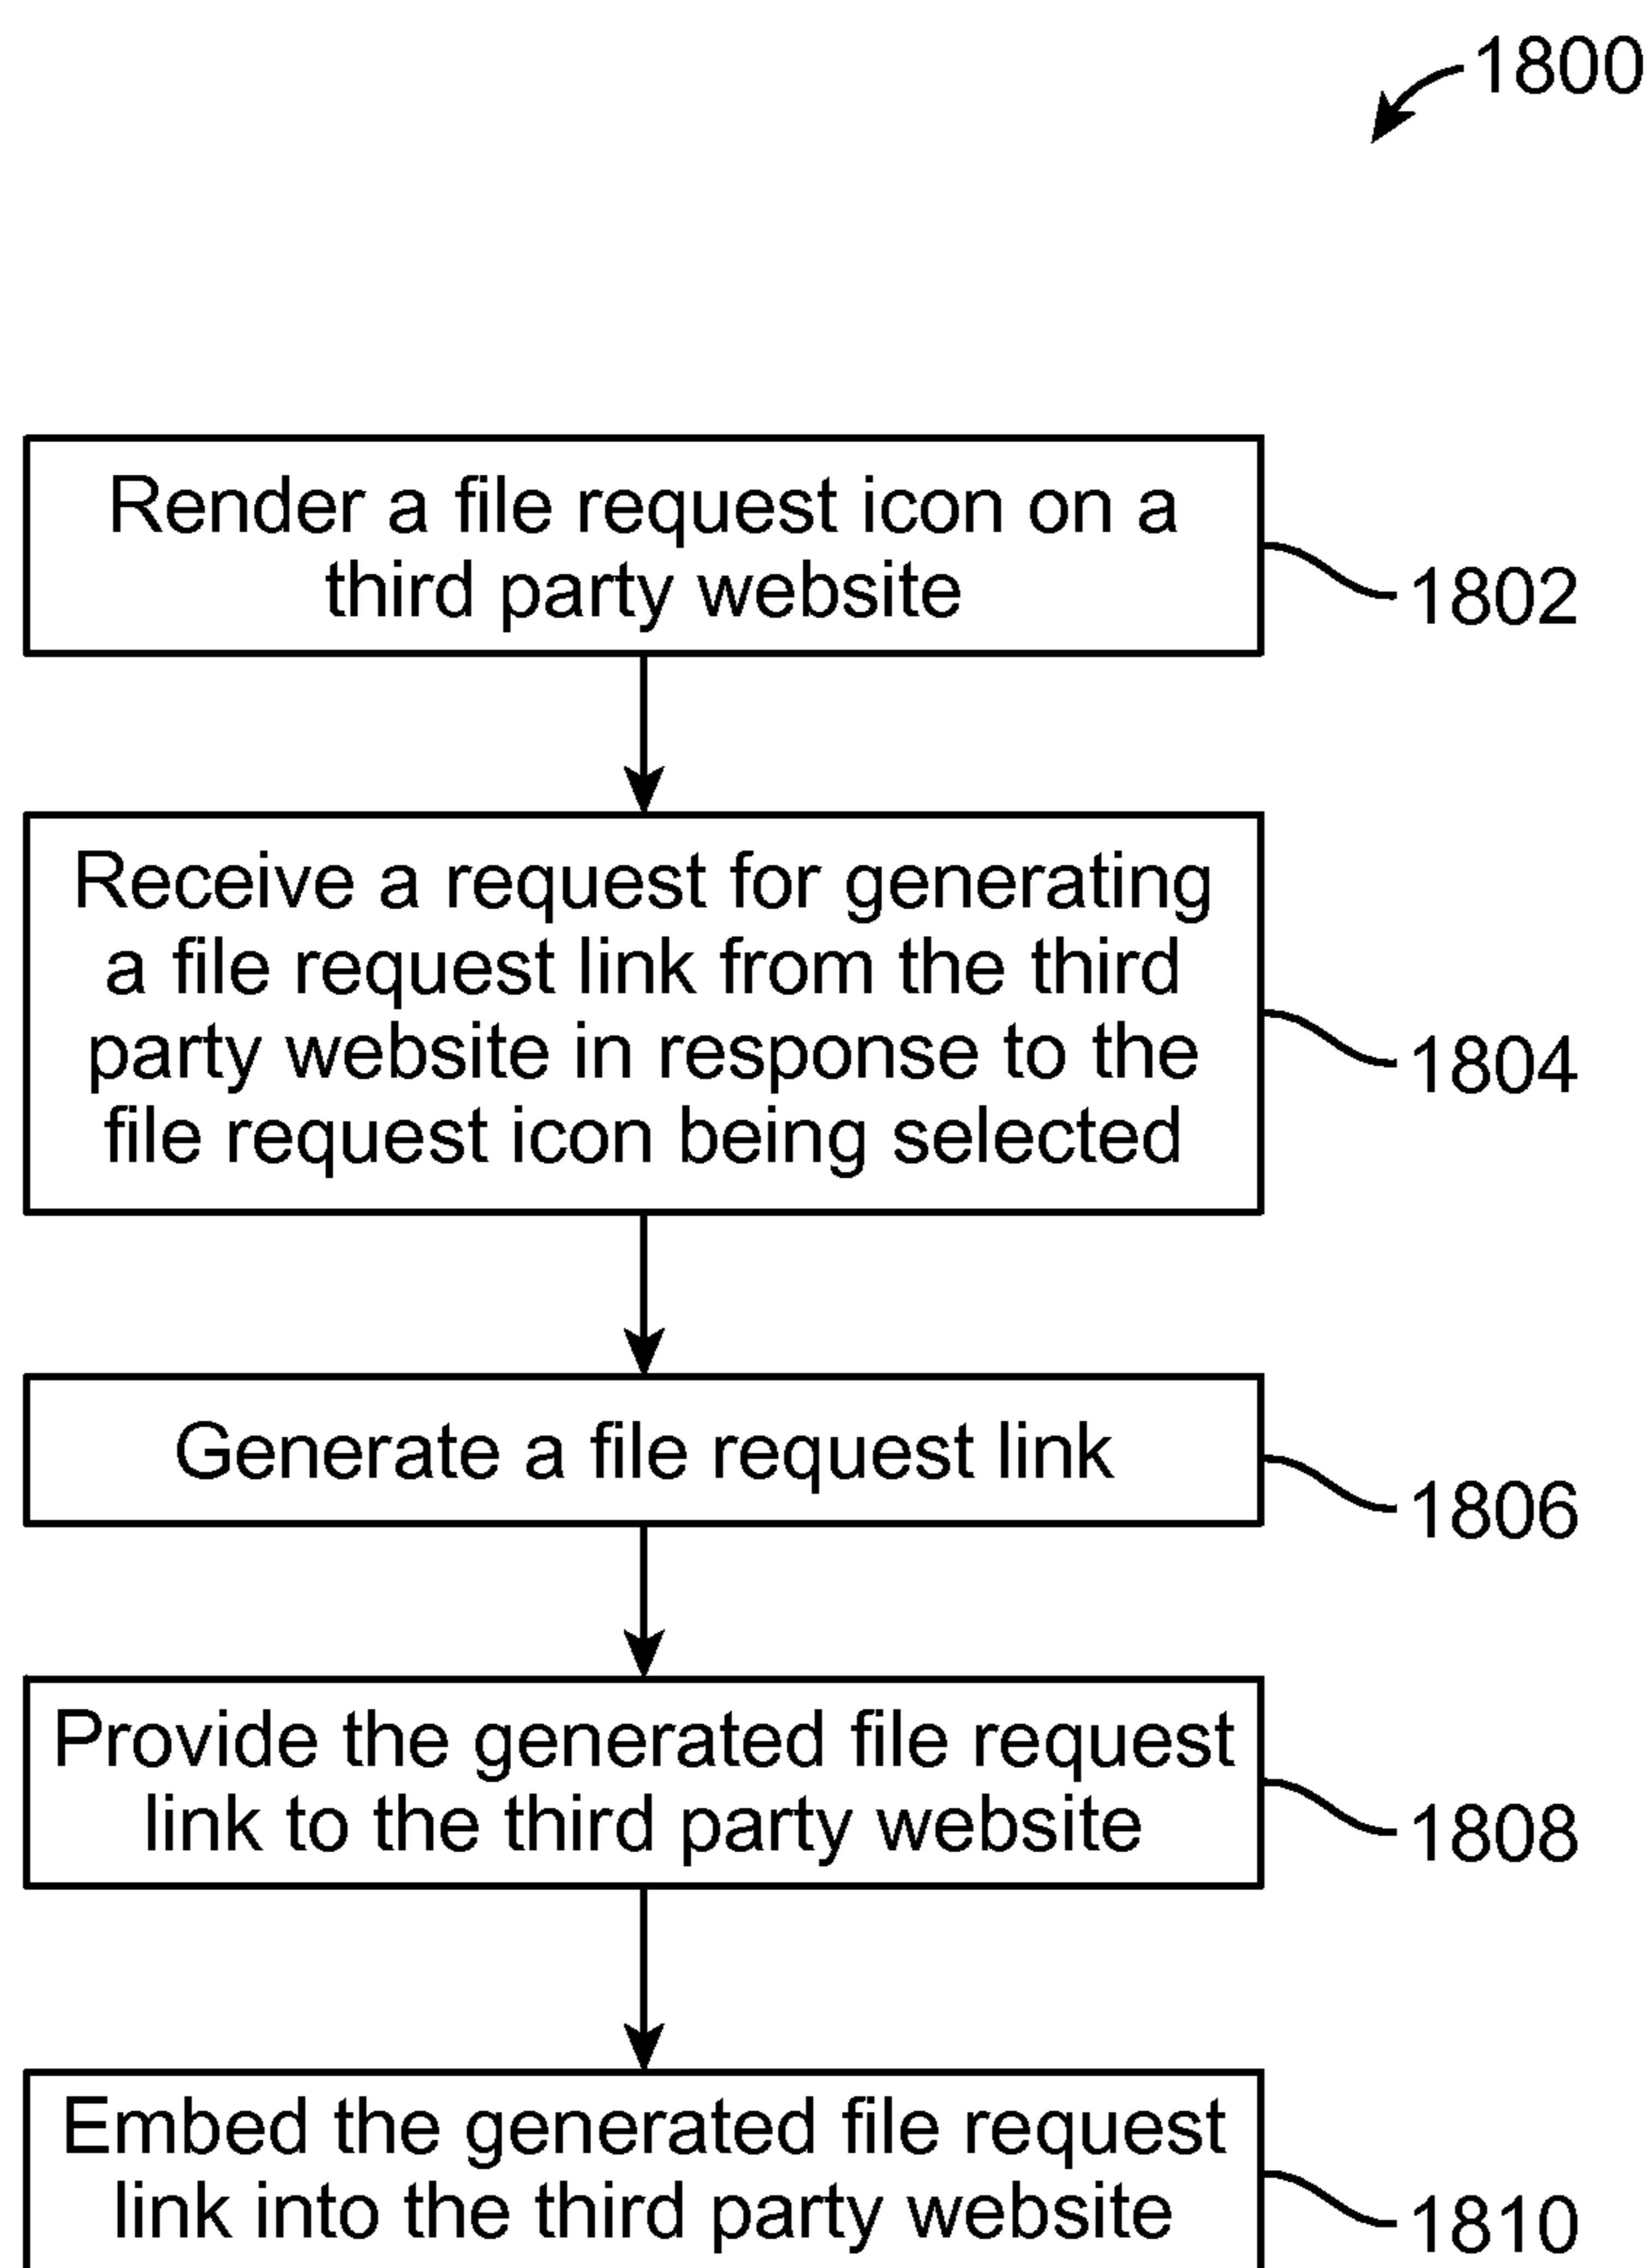 1800
Render a file request icon on a
third party website
1802
Receive a request for generating
a file request link from the third
party website in response to the
file request icon being selected
1804
Generate a file request link
1806
Provide the generated file request
link to the third party website
1808
Embed the generated file request
link into the third party website
1810